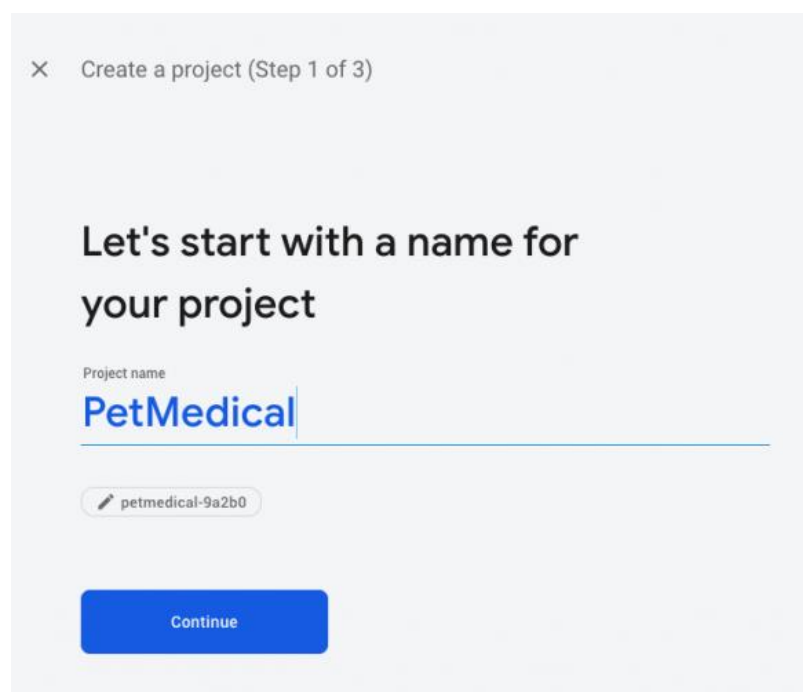 Create a project (Step 1 of 3)
Let's start with a name for
your project
Project name
PetMedical
petmedical-9a2b0
Continue